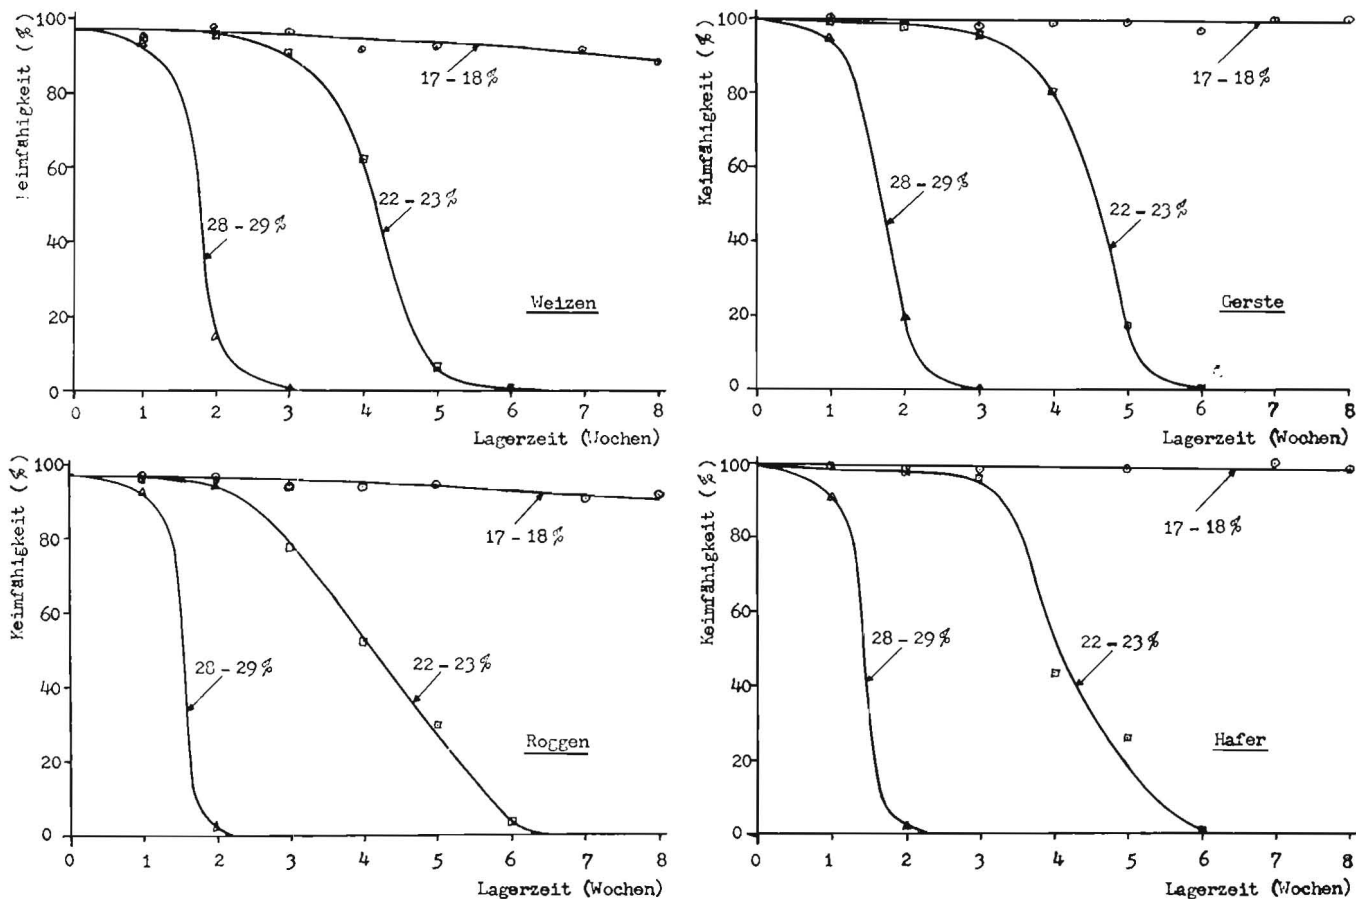 Keimfähigkeit (%)
100
80
60
40
20
0
17 - 18 %
22 - 23 %
28 - 29 %
Weizen
0 1 2 3 4 5 6 7 8
Lagerzeit (Wochen)
Keimfähigkeit (%)
100
80
60
40
20
0
17 - 18 %
28 - 29 %
22 - 23 %
Gerste
0 1 2 3 4 5 6 7 8
Lagerzeit (Wochen)
Keimfähigkeit (%)
100
80
60
40
20
0
17 - 18 %
28 - 29 %
22 - 23 %
Roggen
0 1 2 3 4 5 6 7 8
Lagerzeit (Wochen)
Keimfähigkeit (%)
100
80
60
40
20
0
17 - 18 %
28 - 29 %
22 - 23 %
Hafer
0 1 2 3 4 5 6 7 8
Lagerzeit (Wochen)